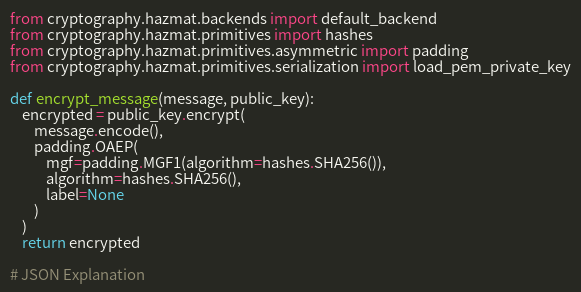 from cryptography.hazmat.backends import default_backend
from cryptography.hazmat.primitives import hashes
from cryptography.hazmat.primitives.asymmetric import padding
from cryptography.hazmat.primitives.serialization import load_pem_private_key

def encrypt_message(message, public_key):
    encrypted = public_key.encrypt(
        message.encode(),
        padding.OAEP(
            mgf=padding.MGF1(algorithm=hashes.SHA256()),
            algorithm=hashes.SHA256(),
            label=None
        )
    )
    return encrypted

# JSON Explanation